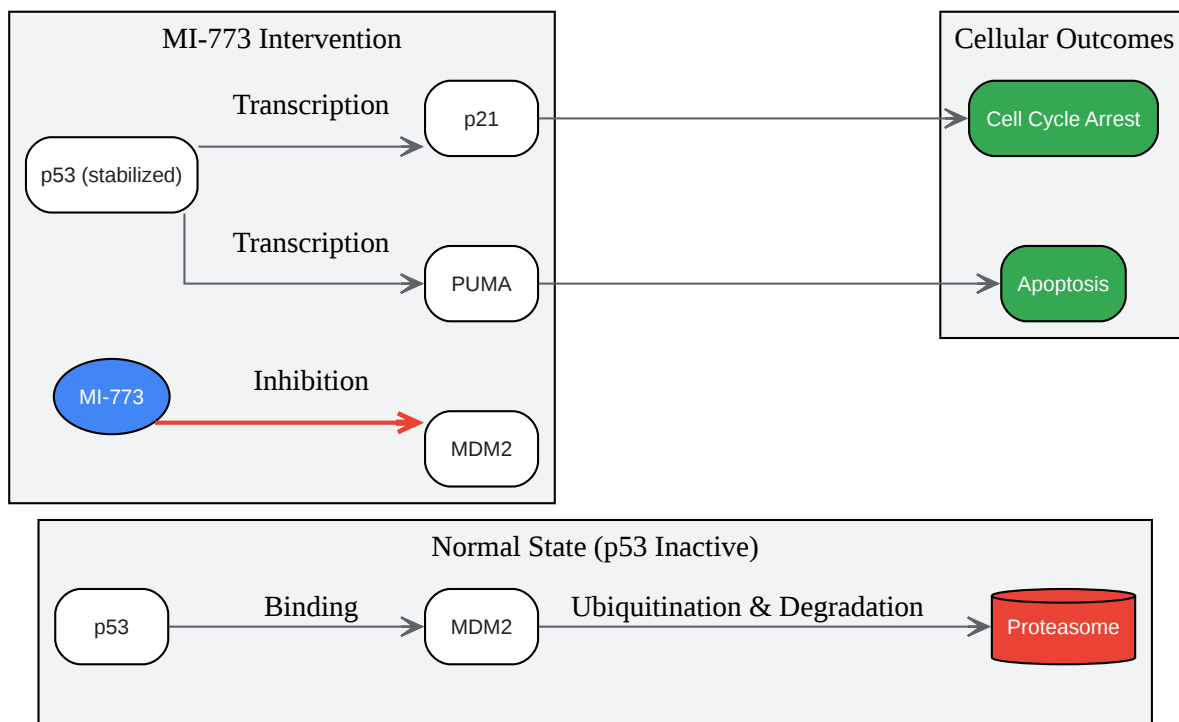 MI-773 Intervention
Cellular Outcomes
Transcription
p21
Cell Cycle Arrest
p53 (stabilized)
Transcription
PUMA
Apoptosis
Inhibition
MI-773
MDM2
Normal State (p53 Inactive)
Binding
Ubiquitination & Degradation
p53
MDM2
Proteasome